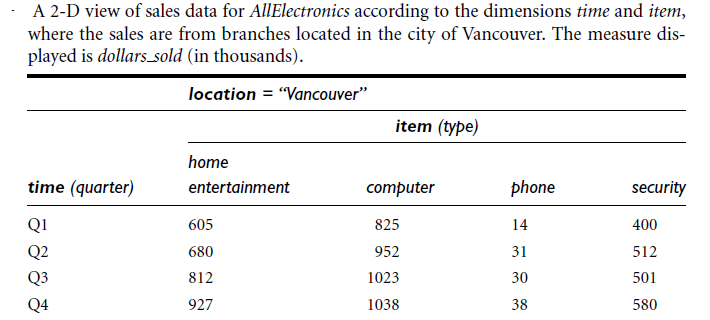 A 2-D view of sales data for AllElectronics according to the dimensions time and item,
where the sales are from branches located in the city of Vancouver. The measure dis-
played is dollars_sold (in thousands).
location = “Vancouver”
item (type)
home
time (quarter) entertainment computer phone security
Q1 605 825 14 400
Q2 680 952 31 512
Q3 812 1023 30 501
Q4 927 1038 38 580